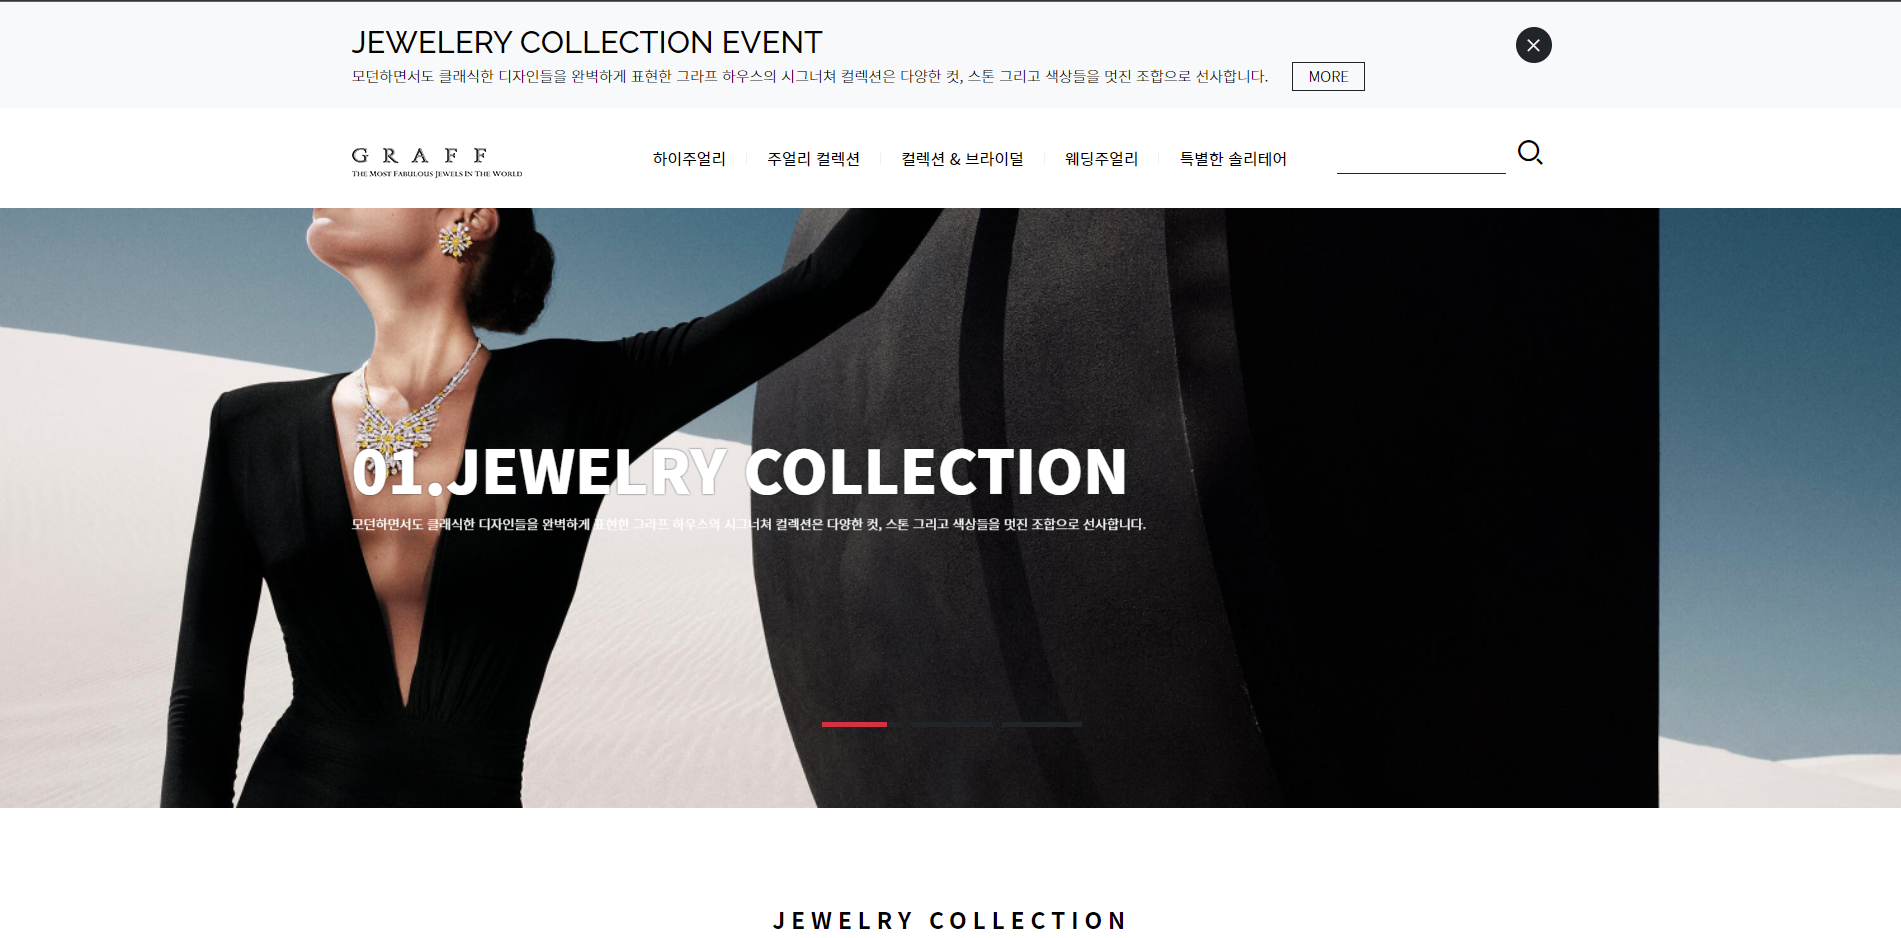 JEWELERY COLLECTION EVENT
모던하면서도 클래식한 디자인들을 완벽하게 표현한 그라프 하우스의 시그너쳐 컬렉션은 다양한 컷, 스톤 그리고 색상들을 멋진 조합으로 선사합니다.
MORE
GRAFF
THE MOST FABULOUS JEWELS IN THE WORLD
하이주얼리
주얼리 컬렉션
컬렉션 & 브라이덜
웨딩주얼리
특별한 솔리테어
01.JEWELRY COLLECTION
모던하면서도 클래식한 디자인들을 완벽하게 표현한 그라프 하우스의 시그너쳐 컬렉션은 다양한 컷, 스톤 그리고 색상들을 멋진 조합으로 선사합니다.
JEWELRY COLLECTION